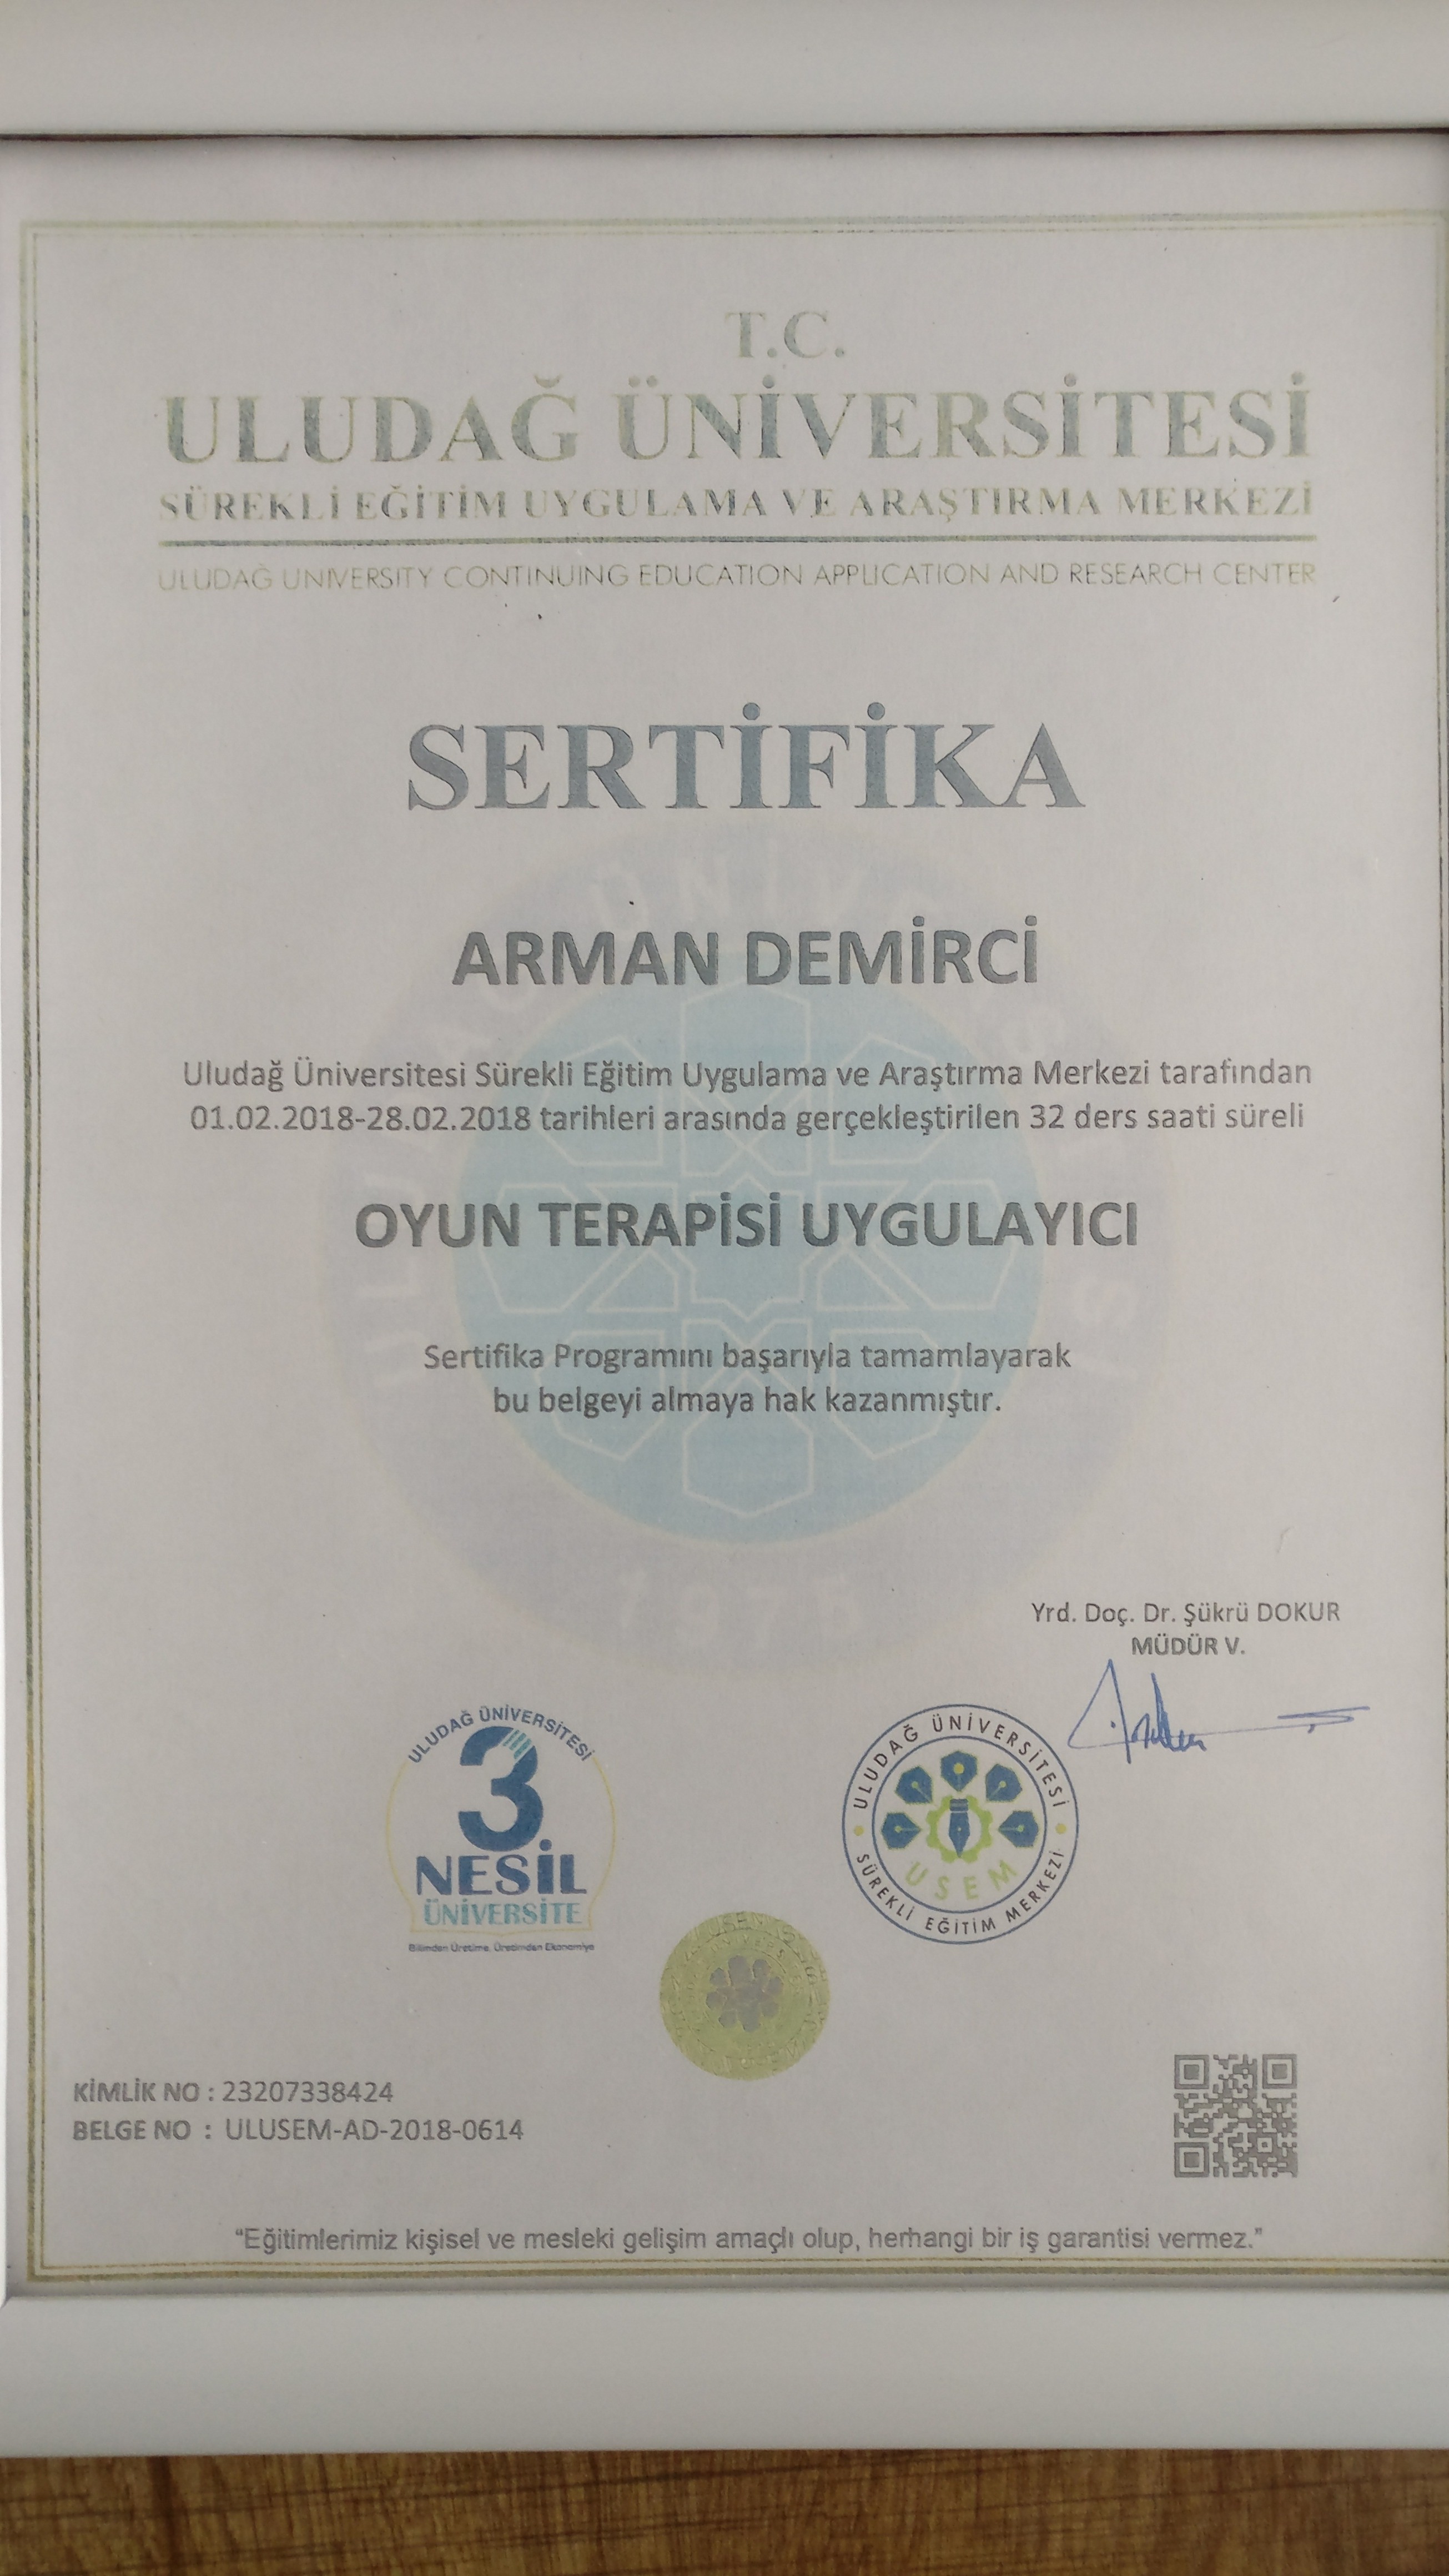 T.C.
ULUDAĞ ÜNİVERSİTESİ
SÜREKLİ EĞİTİM UYGULAMA VE ARAŞTIRMA MERKEZİ
ULUDAĞ UNIVERSITY CONTINUING EDUCATION APPLICATION AND RESEARCH CENTER
SERTİFİKA
ARMAN DEMİRCİ
Uludağ Üniversitesi Sürekli Eğitim Uygulama ve Araştırma Merkezi tarafından
01.02.2018-28.02.2018 tarihleri arasında gerçekleştirilen 32 ders saati süreli
OYUN TERAPİSİ UYGULAYICI
Sertifika Programını başarıyla tamamlayarak
bu belgeyi almaya hak kazanmıştır.
1975
Yrd. Doç. Dr. Şükrü DOKUR
MÜDÜR V.
ULUDAĞ ÜNİVERSİTESİ
3.
NESİL
ÜNİVERSİTE
Bilimden Üretime, Üretimden Ekonomiye
ULUDAĞ ÜNİVERSİTESİ
USEM
SÜREKLİ EĞİTİM MERKEZİ
KİMLİK NO : 23207338424
BELGE NO : ULUSEM-AD-2018-0614
"Eğitimlerimiz kişisel ve mesleki gelişim amaçlı olup, herhangi bir iş garantisi vermez."